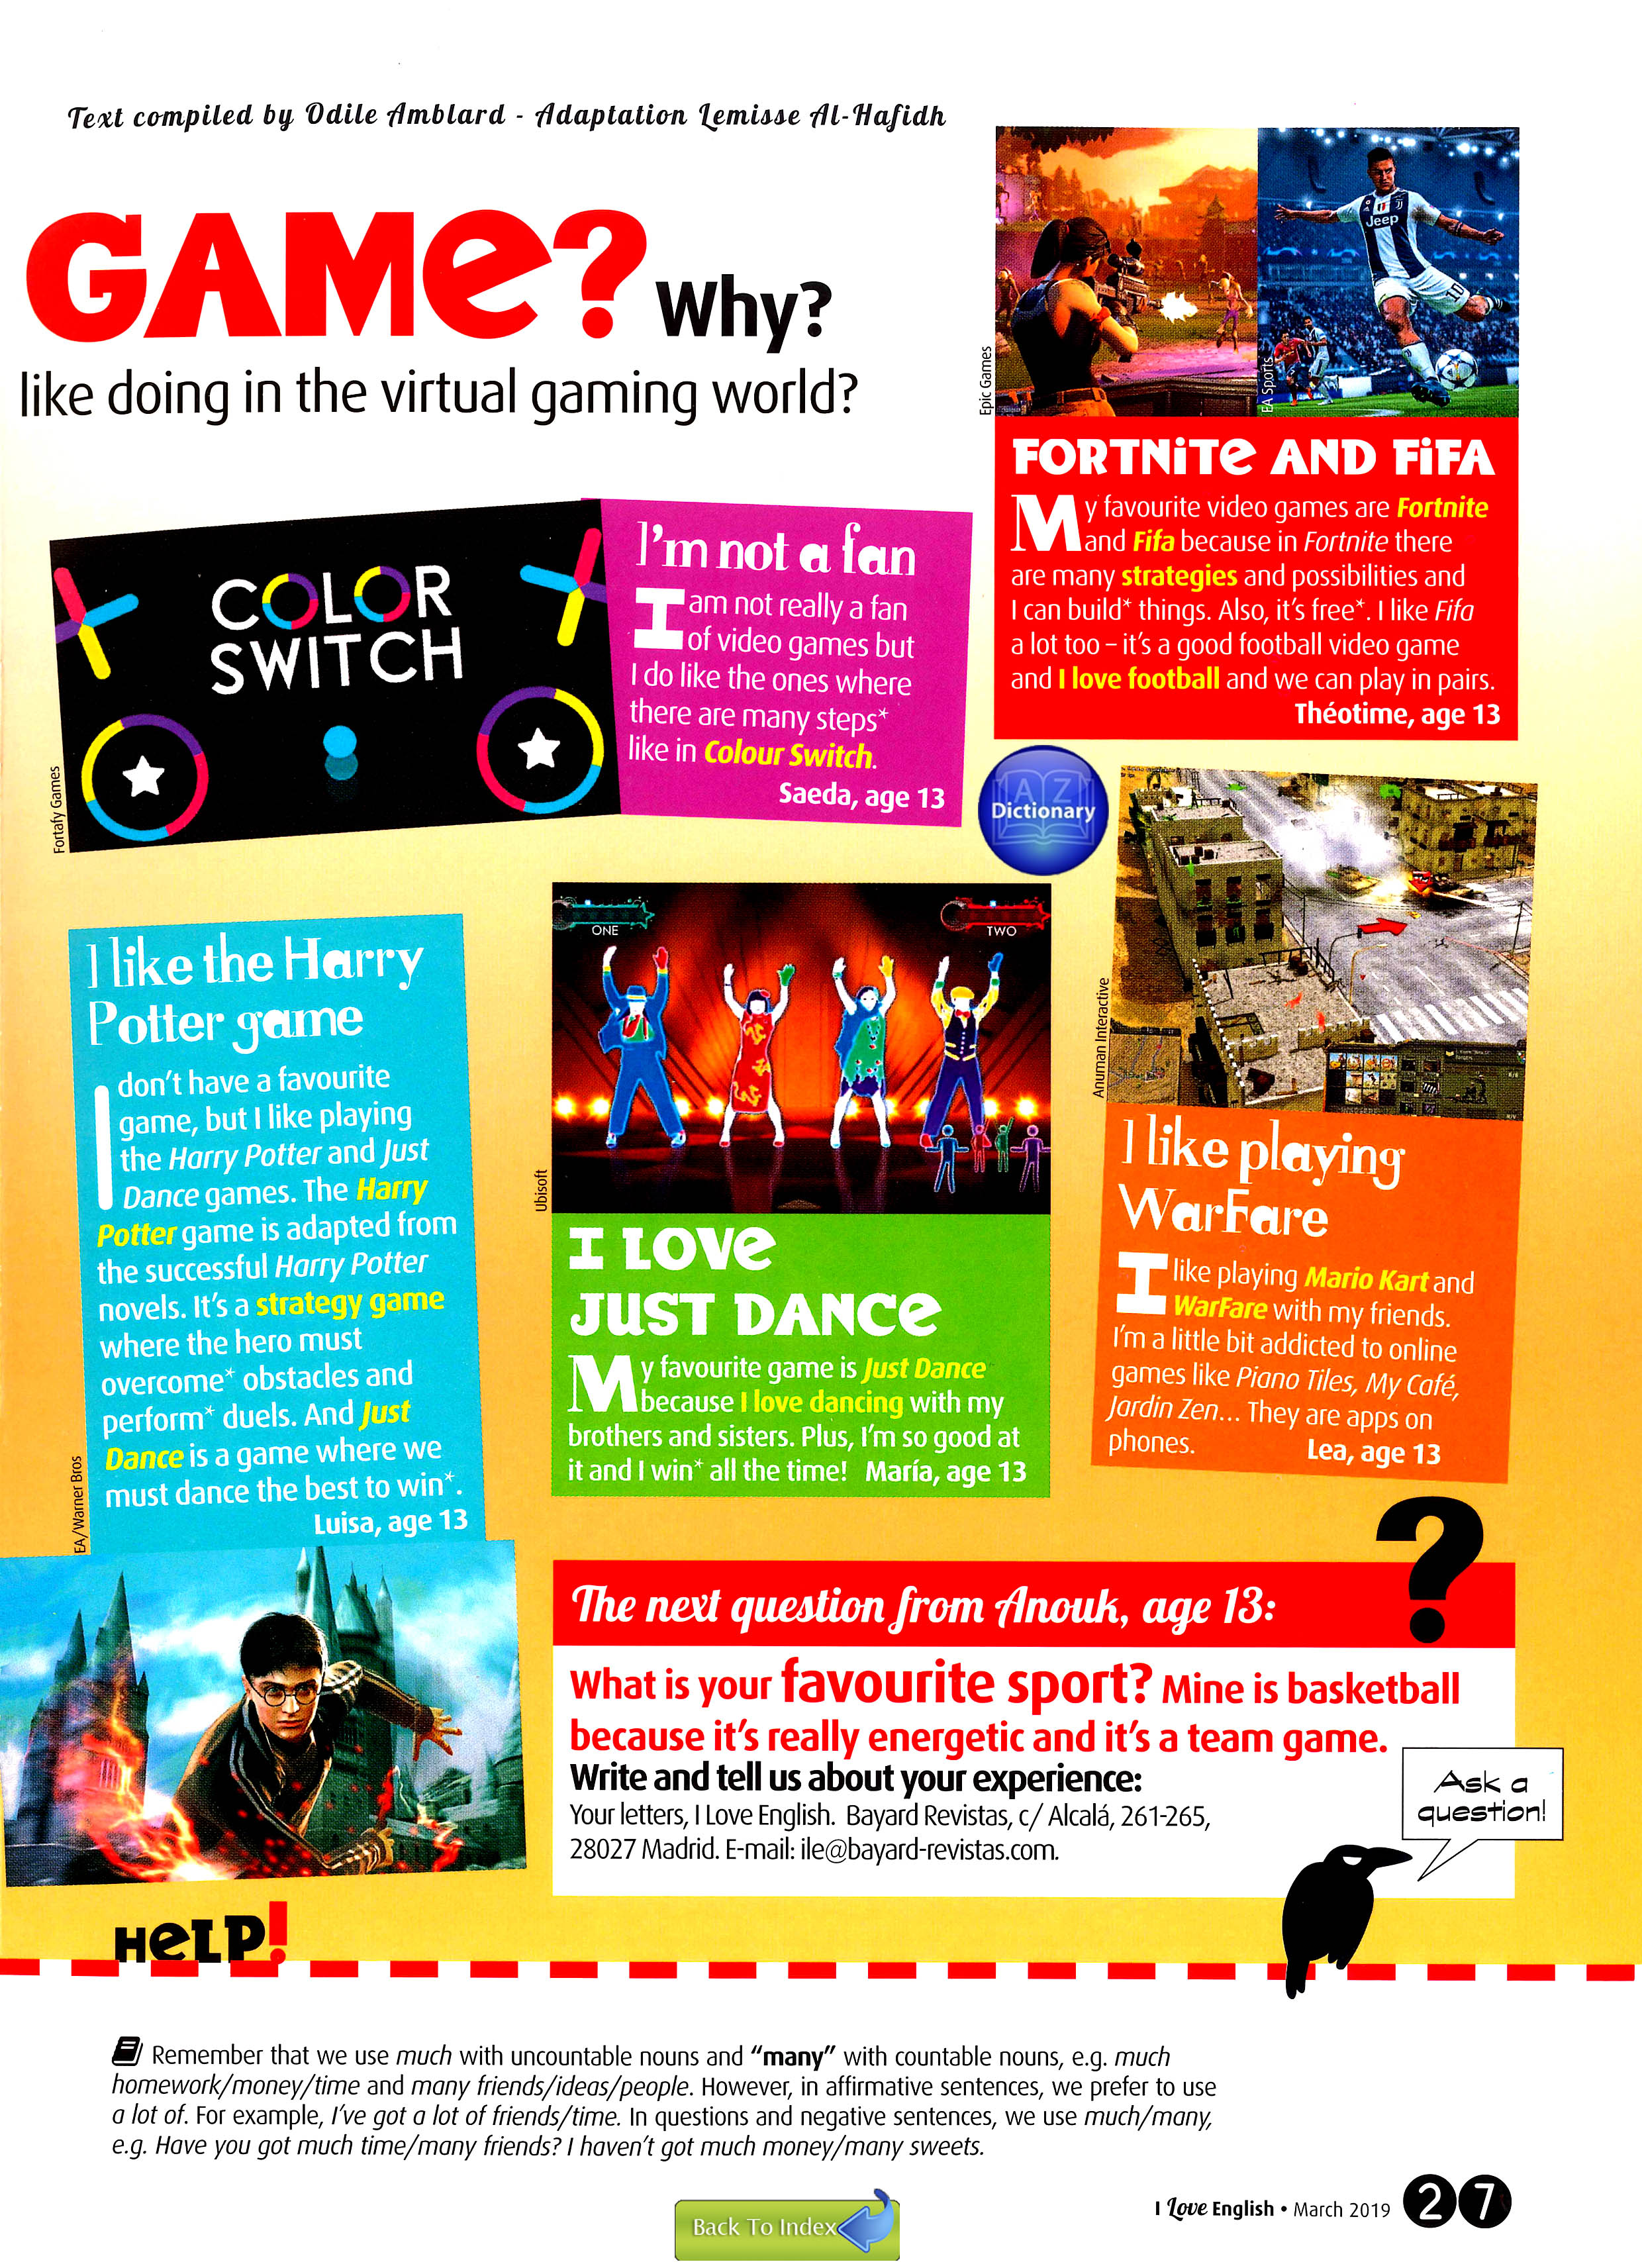 Text compiled by Odile Amblard - Adaptation Lemisse Al-Hafidh
GAME? Why?
like doing in the virtual gaming world?
Epic Games
EA Sports
Jeep
10
FORTNiTe AND FiFA
My favourite video games are Fortnite
and Fifa because in Fortnite there
are many strategies and possibilities and
I can build* things. Also, it's free*. I like Fifa
a lot too – it's a good football video game
and I love football and we can play in pairs.
Théotime, age 13
COLOR
SWITCH
Fortafy Games
I'm not a fan
I am not really a fan
of video games but
I do like the ones where
there are many steps*
like in Colour Switch.
Saeda, age 13
A Z
Dictionary
I like the Harry
Potter game
I don't have a favourite
game, but I like playing
the Harry Potter and Just
Dance games. The Harry
Potter game is adapted from
the successful Harry Potter
novels. It's a strategy game
where the hero must
overcome* obstacles and
perform* duels. And Just
Dance is a game where we
must dance the best to win*.
Luisa, age 13
EA/Warner Bros
ONE
TWO
Ubisoft
I LOVe
JUST DANCe
My favourite game is Just Dance
because I love dancing with my
brothers and sisters. Plus, I'm so good at
it and I win* all the time! María, age 13
Anuman Interactive
I like playing
WarFare
I like playing Mario Kart and
WarFare with my friends.
I'm a little bit addicted to online
games like Piano Tiles, My Café,
Jardin Zen... They are apps on
phones. Lea, age 13
?
The next question from Anouk, age 13:
What is your favourite sport? Mine is basketball
because it's really energetic and it's a team game.
Write and tell us about your experience:
Your letters, I Love English. Bayard Revistas, c/ Alcalá, 261-265,
28027 Madrid. E-mail: ile@bayard-revistas.com.
Ask a
question!
HeLP!
Remember that we use much with uncountable nouns and "many" with countable nouns, e.g. much
homework/money/time and many friends/ideas/people. However, in affirmative sentences, we prefer to use
a lot of. For example, I've got a lot of friends/time. In questions and negative sentences, we use much/many,
e.g. Have you got much time/many friends? I haven't got much money/many sweets.
Back To Index
I Love English • March 2019 27